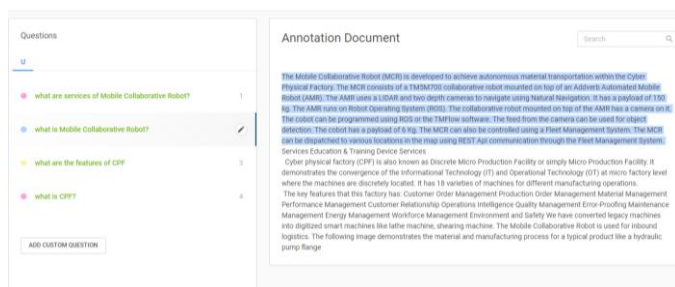 Questions
U
what are services of Mobile Collaborative Robot? 1
what is Mobile Collaborative Robot?
what are the features of CPF 3
what is CPF? 4
ADD CUSTOM QUESTION
Annotation Document
Search
The Mobile Collaborative Robot (MCR) is developed to achieve autonomous material transportation within the Cyber
Physical Factory. The MCR consists of a TM5M700 collaborative robot mounted on top of an Addverb Automated Mobile
Robot (AMR). The AMR uses a LIDAR and two depth cameras to navigate using Natural Navigation. It has a payload of 150
kg. The AMR runs on Robot Operating System (ROS). The collaborative robot mounted on top of the AMR has a camera on it.
The cobot can be programmed using ROS or the TMFlow software. The feed from the camera can be used for object
detection. The cobot has a payload of 6 Kg. The MCR can also be controlled using a Fleet Management System. The MCR
can be dispatched to various locations in the map using REST Api communication through the Fleet Management System.
Services Education & Training Device Services
Cyber physical factory (CPF) is also known as Discrete Micro Production Facility or simply Micro Production Facility. It
demonstrates the convergence of the Informational Technology (IT) and Operational Technology (OT) at micro factory level
where the machines are discretely located. It has 18 varieties of machines for different manufacturing operations.
The key features that this factory has: Customer Order Management Production Order Management Material Management
Performance Management Customer Relationship Operations Intelligence Quality Management Error-Proofing Maintenance
Management Energy Management Workforce Management Environment and Safety We have converted legacy machines
into digitized smart machines like lathe machine, shearing machine. The Mobile Collaborative Robot is used for inbound
logistics. The following image demonstrates the material and manufacturing process for a typical product like a hydraulic
pump flange